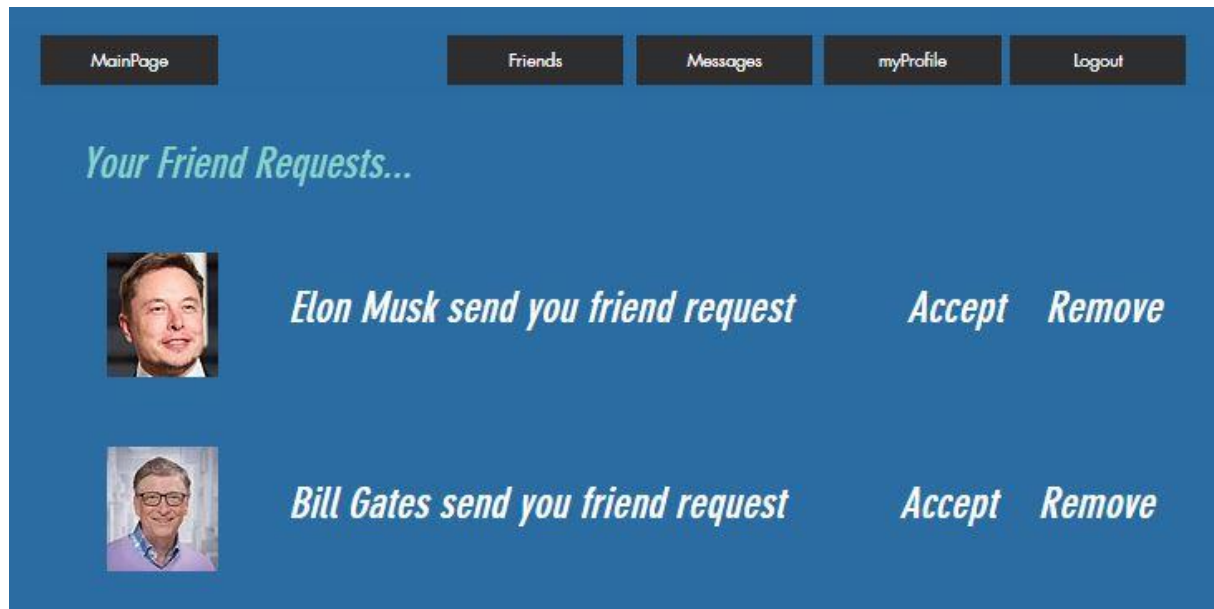 MainPage Friends Messages myProfile Logout
Your Friend Requests...
Elon Musk send you friend request Accept Remove
Bill Gates send you friend request Accept Remove